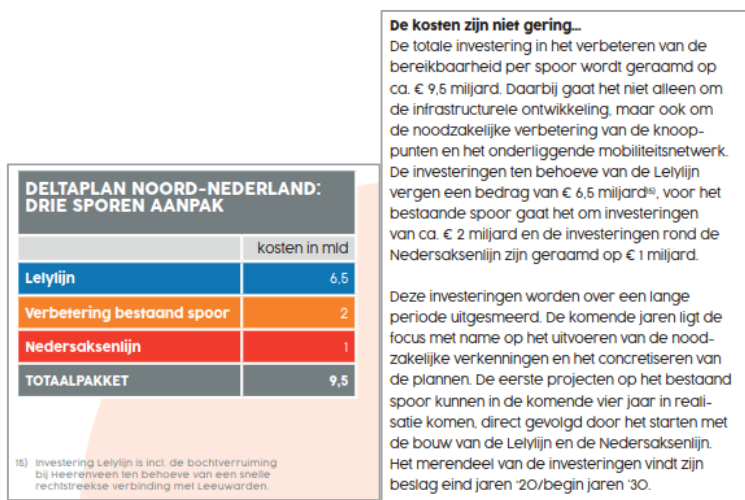 DELTAPLAN NOORD-NEDERLAND:
DRIE SPOREN AANPAK
kosten in mld
Lelylijn 6,5
Verbetering bestaand spoor 2
Nedersaksenlijn 1
TOTAALPAKKET 9,5
15) Investering Lelylijn is incl. de bochtverruiming
bij Heerenveen ten behoeve van een snelle
rechtstreekse verbinding met Leeuwarden.
De kosten zijn niet gering...
De totale investering in het verbeteren van de
bereikbaarheid per spoor wordt geraamd op
ca. € 9,5 miljard. Daarbij gaat het niet alleen om
de infrastructurele ontwikkeling, maar ook om
de noodzakelijke verbetering van de knoop-
punten en het onderliggende mobiliteitsnetwerk.
De investeringen ten behoeve van de Lelylijn
vergen een bedrag van € 6,5 miljard15), voor het
bestaande spoor gaat het om investeringen
van ca. € 2 miljard en de investeringen rond de
Nedersaksenlijn zijn geraamd op € 1 miljard.
Deze investeringen worden over een lange
periode uitgesmeerd. De komende jaren ligt de
focus met name op het uitvoeren van de nood-
zakelijke verkenningen en het concretiseren van
de plannen. De eerste projecten op het bestaand
spoor kunnen in de komende vier jaar in reali-
satie komen, direct gevolgd door het starten met
de bouw van de Lelylijn en de Nedersaksenlijn.
Het merendeel van de investeringen vindt zijn
beslag eind jaren '20/begin jaren '30.